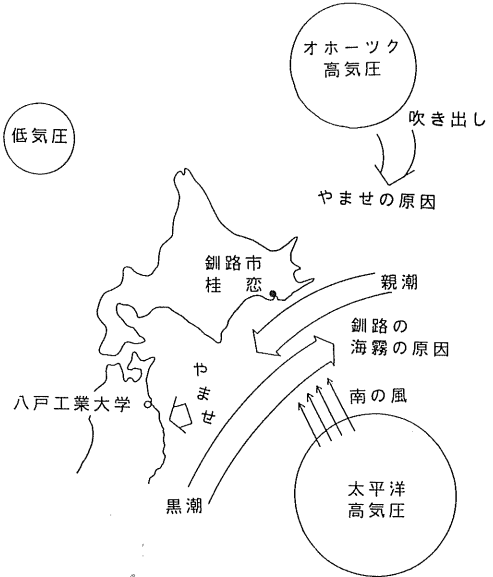 オホーツク
高気圧
吹き出し
低気圧
やませの原因
釧路市
桂恋
親潮
釧路の
海霧の原因
やませ
八戸工業大学
南の風
太平洋
高気圧
黒潮